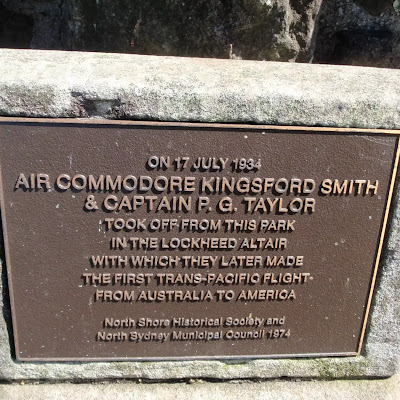 ON 17 JULY 1934
AIR COMMODORE KINGSFORD SMITH
& CAPTAIN P. G. TAYLOR
TOOK OFF FROM THIS PARK
IN THE LOCKHEED ALTAIR
WITH WHICH THEY LATER MADE
THE FIRST TRANS-PACIFIC FLIGHT
FROM AUSTRALIA TO AMERICA
North Shore Historical Society and
North Sydney Municipal Council 1974